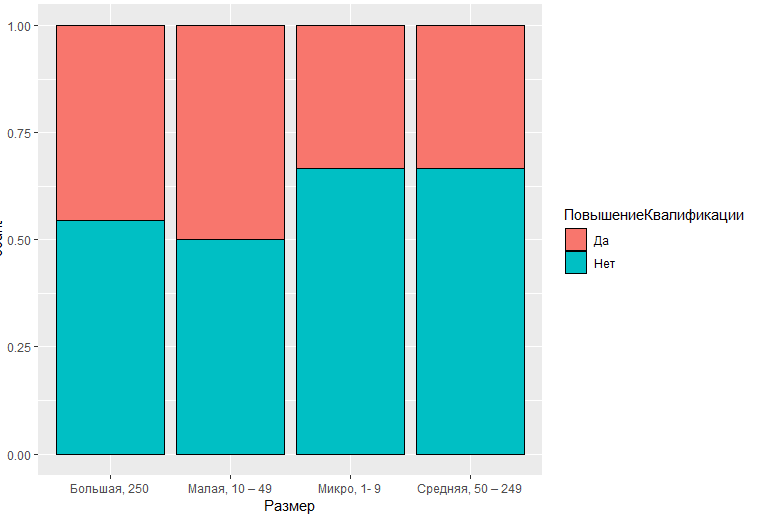 1.00
0.75
0.50
0.25
0.00
Большая, 250
Малая, 10 – 49
Микро, 1- 9
Средняя, 50 – 249
Размер
ПовышениеКвалификации
Да
Нет